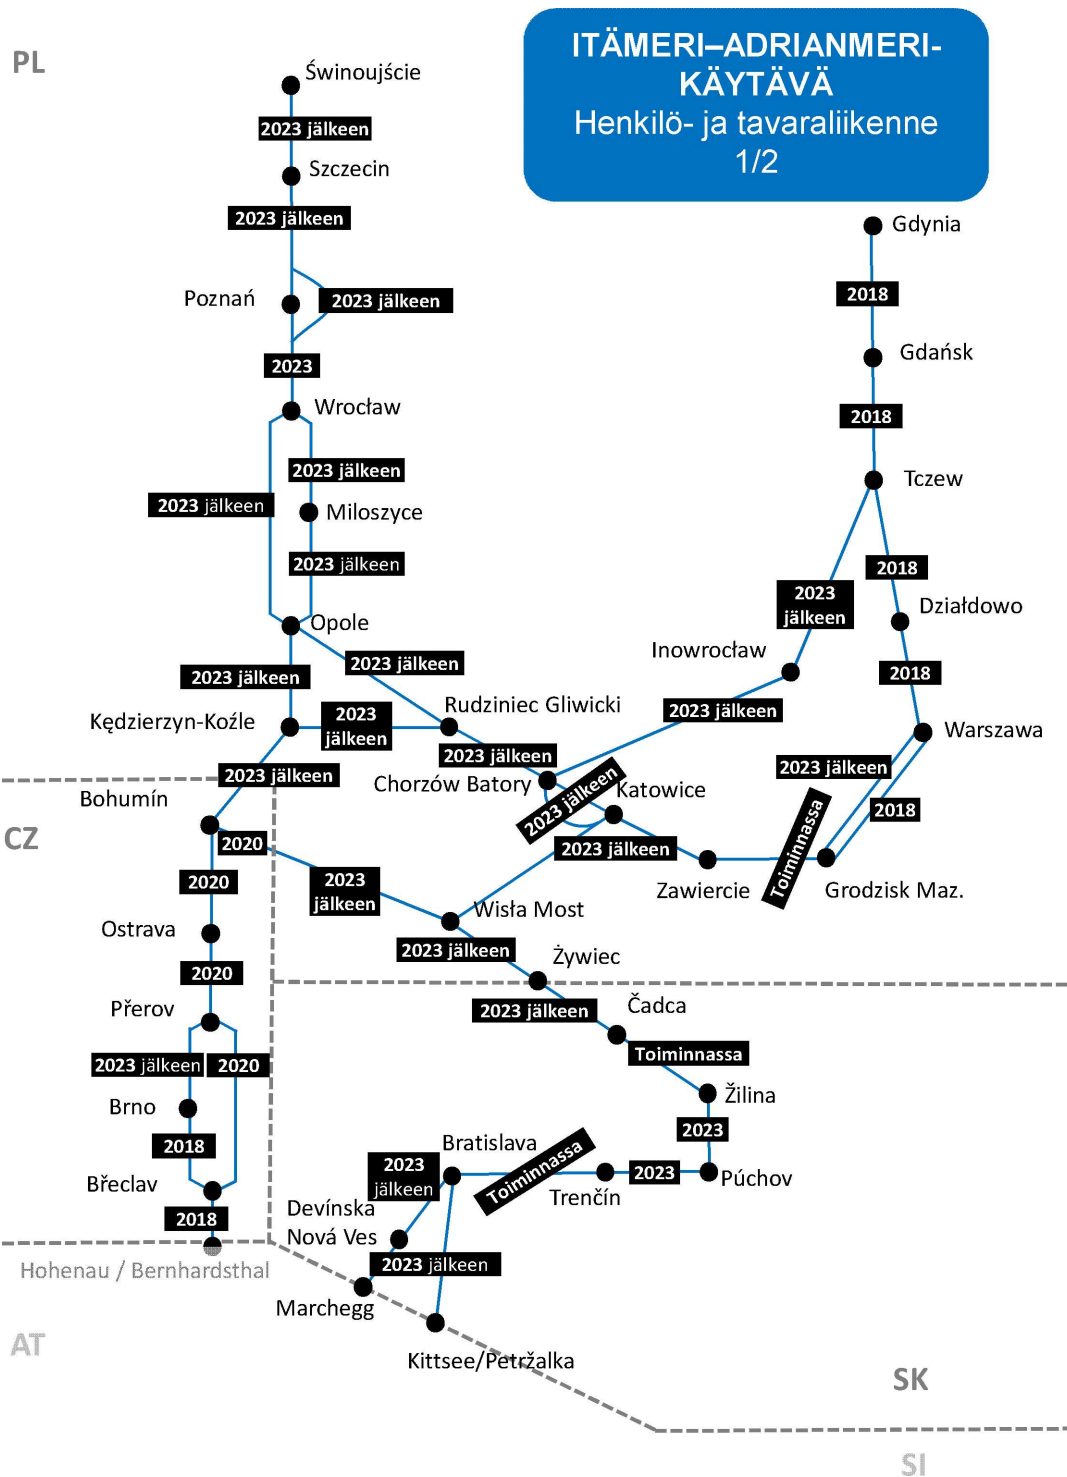 PL
ITÄMERI–ADRIANMERI-
KÄYTÄVÄ
Henkilö- ja tavaraliikenne
1/2
Świnoujście
2023 jälkeen
Szczecin
2023 jälkeen
Gdynia
Poznań
2023 jälkeen
2018
Gdańsk
2023
Wrocław
2018
2023 jälkeen
Tczew
2023 jälkeen
Miloszyce
2023 jälkeen
2018
2023
jälkeen
Działdowo
Opole
Inowrocław
2023 jälkeen
2023 jälkeen
2018
Rudziniec Gliwicki
2023 jälkeen
Kędzierzyn-Koźle
2023
jälkeen
Warszawa
2023 jälkeen
2023 jälkeen
2023 jälkeen
Chorzów Batory
2023 jälkeen
Katowice
Bohumín
2018
CZ
2020
2023 jälkeen
Toiminnassa
2020
2023
jälkeen
Zawiercie
Grodzisk Maz.
Wisła Most
Ostrava
2023 jälkeen
Żywiec
2020
Přerov
2023 jälkeen
Čadca
2023 jälkeen
2020
Toiminnassa
Žilina
Brno
2023
2018
Bratislava
2023
jälkeen
Toiminnassa
2023
Púchov
Břeclav
Trenčín
Devínska
Nová Ves
2018
2023 jälkeen
Hohenau / Bernhardsthal
Marchegg
AT
Kittsee/Petržalka
SK
SI